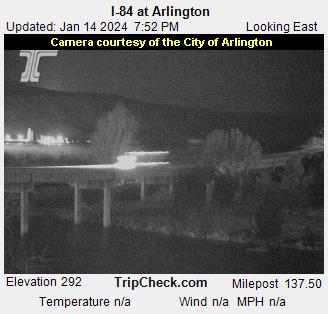 I-84 at Arlington
Updated: Jan 14 2024 7:52 PM Looking East
Camera courtesy of the City of Arlington
Elevation 292 TripCheck.com Milepost 137.50
Temperature n/a Wind n/a MPH n/a